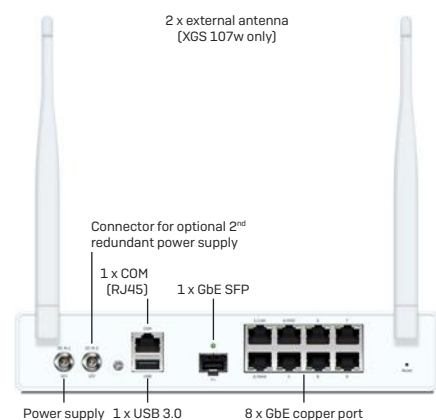 2 x external antenna
(XGS 107w only)
Connector for optional 2nd
redundant power supply
1 x COM
(RJ45)
1 x GbE SFP
COM
Power supply
1 x USB 3.0
8 x GbE copper port